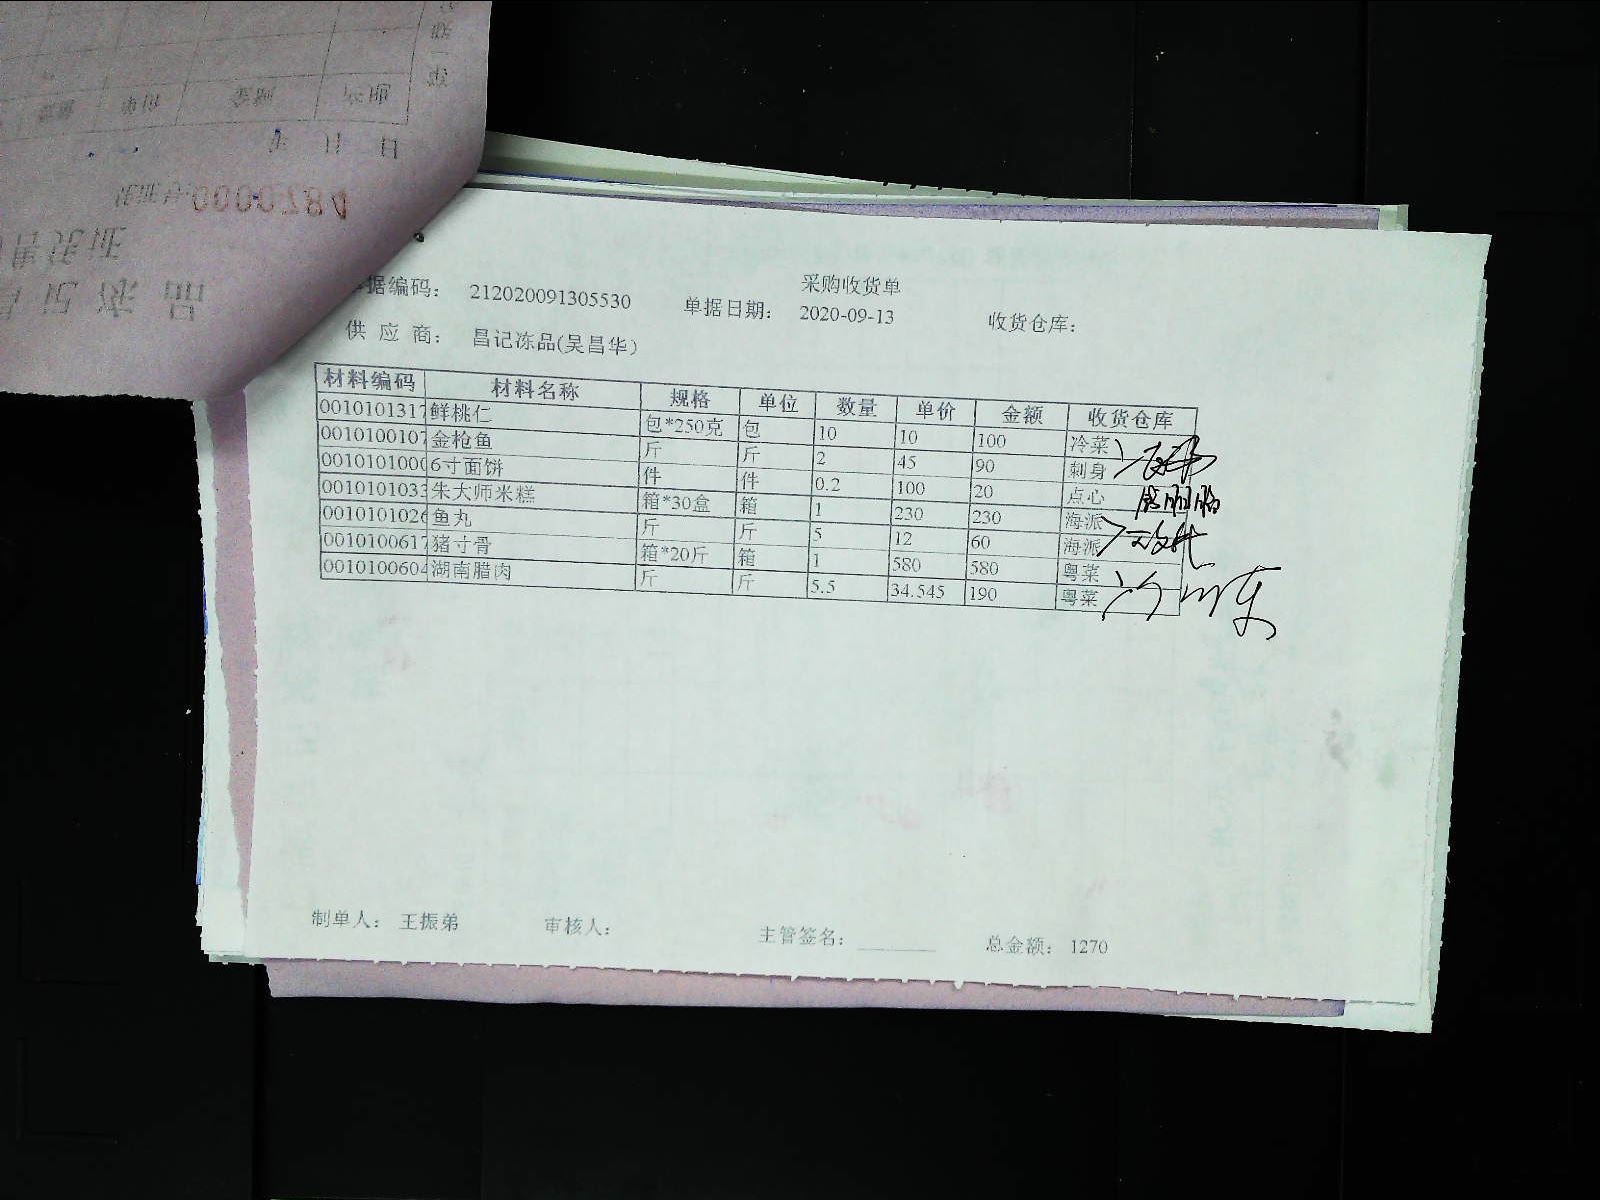 0000784
采购收货单
据编码: 212020091305530 单据日期: 2020-09-13 收货仓库:
供 应 商: 昌记冻品(吴昌华)
材料编码 材料名称 规格 单位 数量 单价 金额 收货仓库
0010101317 鲜桃仁 包*250克 包 10 10 100 冷菜
0010100107 金枪鱼 斤 斤 2 45 90 刺身
001010100 6寸面饼 件 件 0.2 100 20 点心
0010101033 朱大师米糕 箱*30盒 箱 1 230 230 海派
001010102 鱼丸 斤 斤 5 12 60 海派
0010100617 猪寸骨 箱*20斤 箱 1 580 580 粤菜
0010100604 湖南腊肉 斤 斤 5.5 34.545 190 粤菜
制单人: 王振弟 审核人: 主管签名: 总金额: 1270